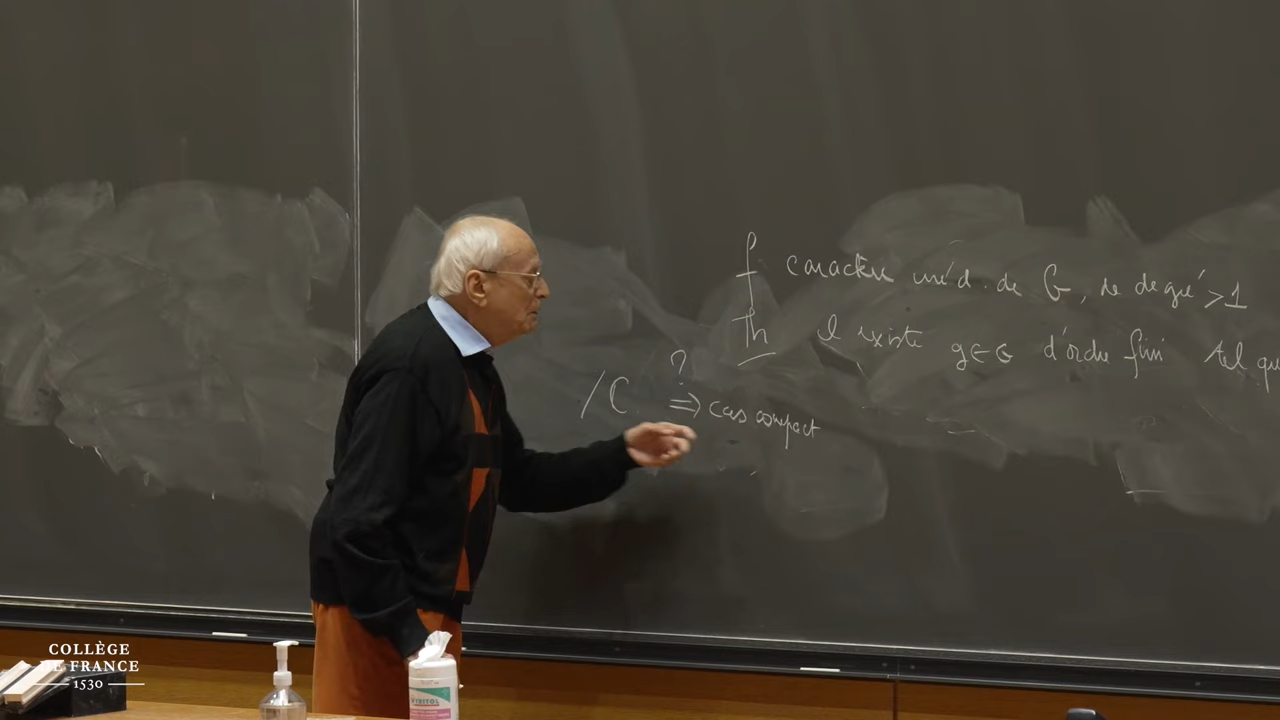 f caractère irréd. de G, de degré >1
Th Il existe g∈G d'ordre fini tel que
/C ?⇒ cas compact
COLLÈGE
DE FRANCE
1530